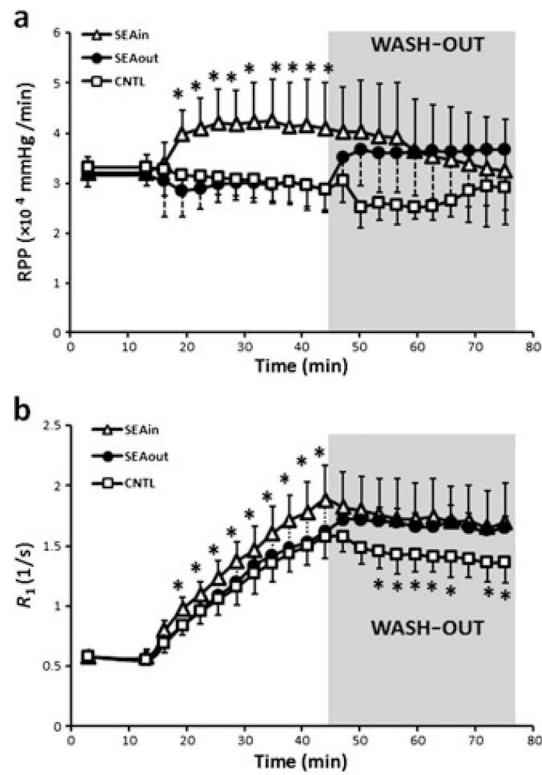 a
6
5
4
3
2
1
0
RPP (×10⁴ mmHg /min)
SEAin
SEAout
CNTL
WASH-OUT
* * * * * * * * *
0 10 20 30 40 50 60 70 80
Time (min)
b
2.5
2
1.5
1
0.5
0
R₁ (1/s)
SEAin
SEAout
CNTL
* * * * * * * * *
* * * * * * *
WASH-OUT
0 10 20 30 40 50 60 70 80
Time (min)